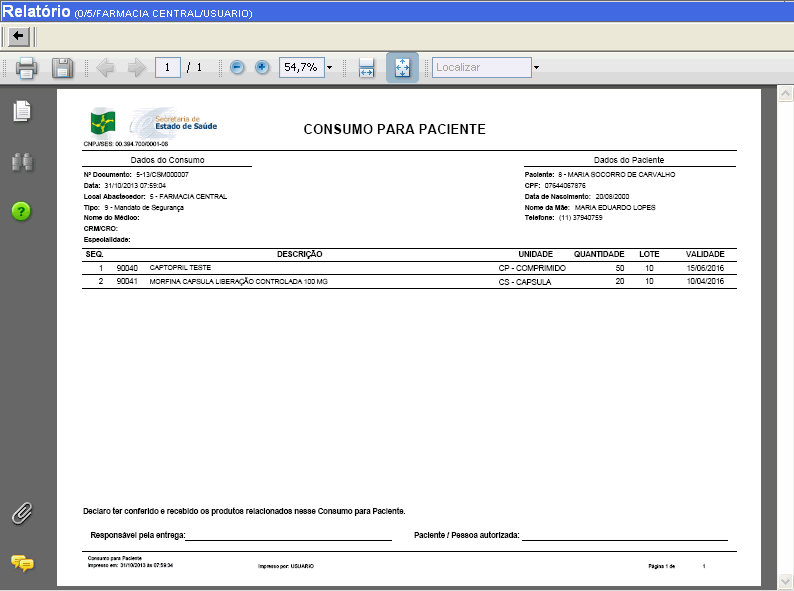 Relatório (0/5/FARMACIA CENTRAL/USUARIO)
1 / 1 54,7% Localizar
Secretaria de
Estado de Saúde
CNPJ/SES: 00.394.700/0001-08
CONSUMO PARA PACIENTE
Dados do Consumo
Nº Documento: 5-13/CSM000007
Data: 31/10/2013 07:59:04
Local Abastecedor: 5 - FARMACIA CENTRAL
Tipo: 9 - Mandato de Segurança
Nome do Médico:
CRM/CRO:
Especialidade:
Dados do Paciente
Paciente: 8 - MARIA SOCORRO DE CARVALHO
CPF: 07644067876
Data de Nascimento: 20/08/2000
Nome da Mãe: MARIA EDUARDO LOPES
Telefone: (11) 37940759
SEQ. DESCRIÇÃO UNIDADE QUANTIDADE LOTE VALIDADE
1 90040 CAPTOPRIL TESTE CP - COMPRIMIDO 50 10 15/06/2016
2 90041 MORFINA CAPSULA LIBERAÇÃO CONTROLADA 100 MG CS - CAPSULA 20 10 10/04/2016
Declaro ter conferido e recebido os produtos relacionados nesse Consumo para Paciente.
Responsável pela entrega: Paciente / Pessoa autorizada:
Consumo para Paciente
Impresso em: 31/10/2013 às 07:59:04 Impresso por: USUARIO Página 1 de 1